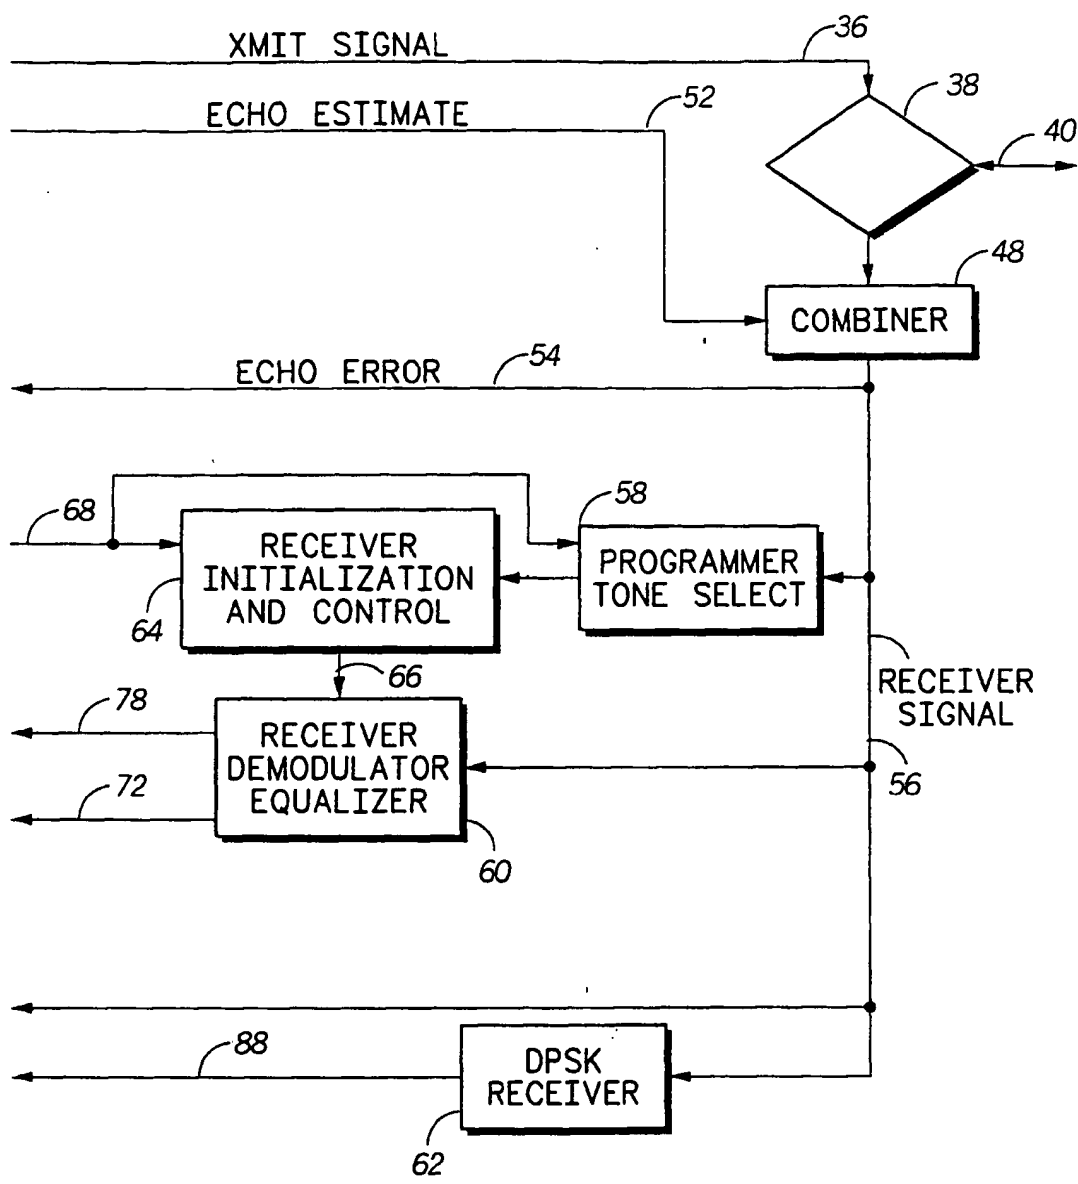 XMIT SIGNAL
36
38
ECHO ESTIMATE
52
40
48
COMBINER
ECHO ERROR
54
68
58
RECEIVER
INITIALIZATION
AND CONTROL
PROGRAMMER
TONE SELECT
64
66
RECEIVER
SIGNAL
78
RECEIVER
DEMODULATOR
EQUALIZER
72
56
60
88
DPSK
RECEIVER
62